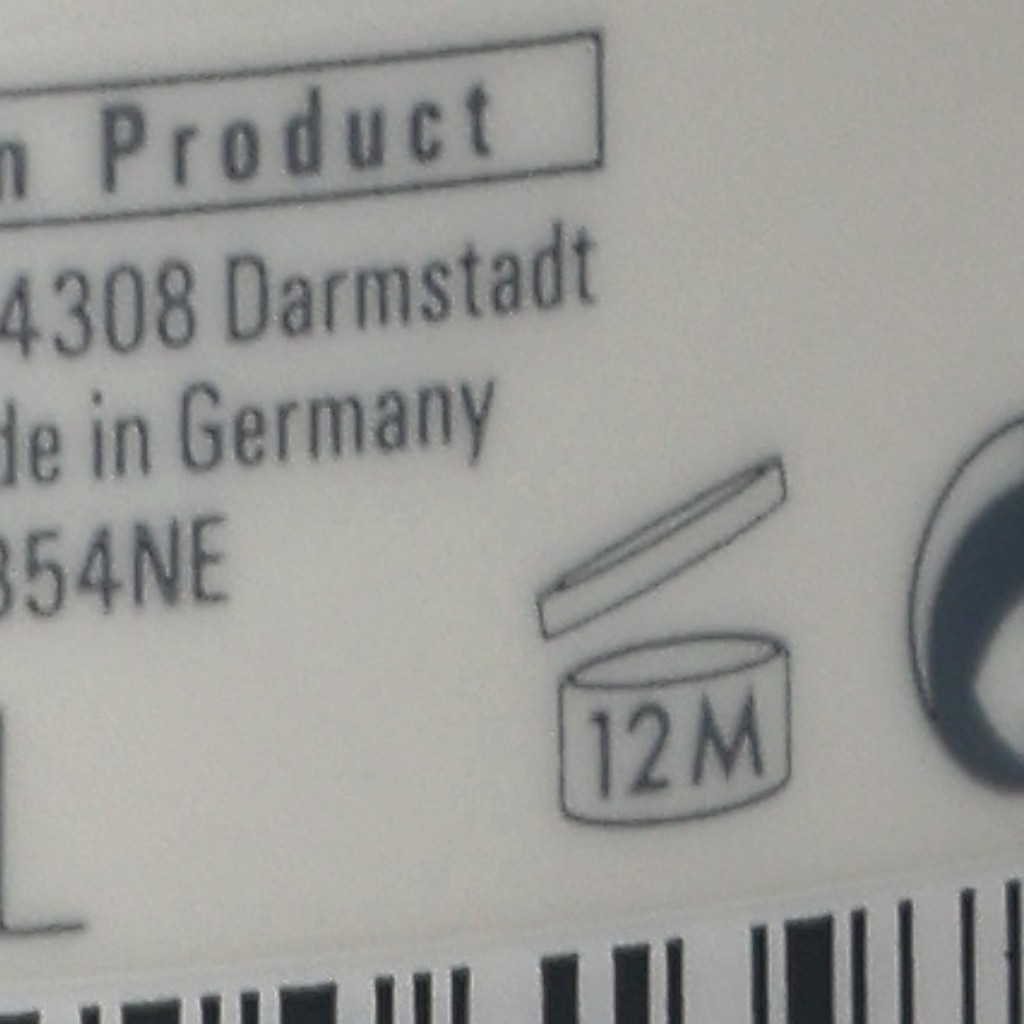 n Product
4308 Darmstadt
de in Germany
354NE
12M